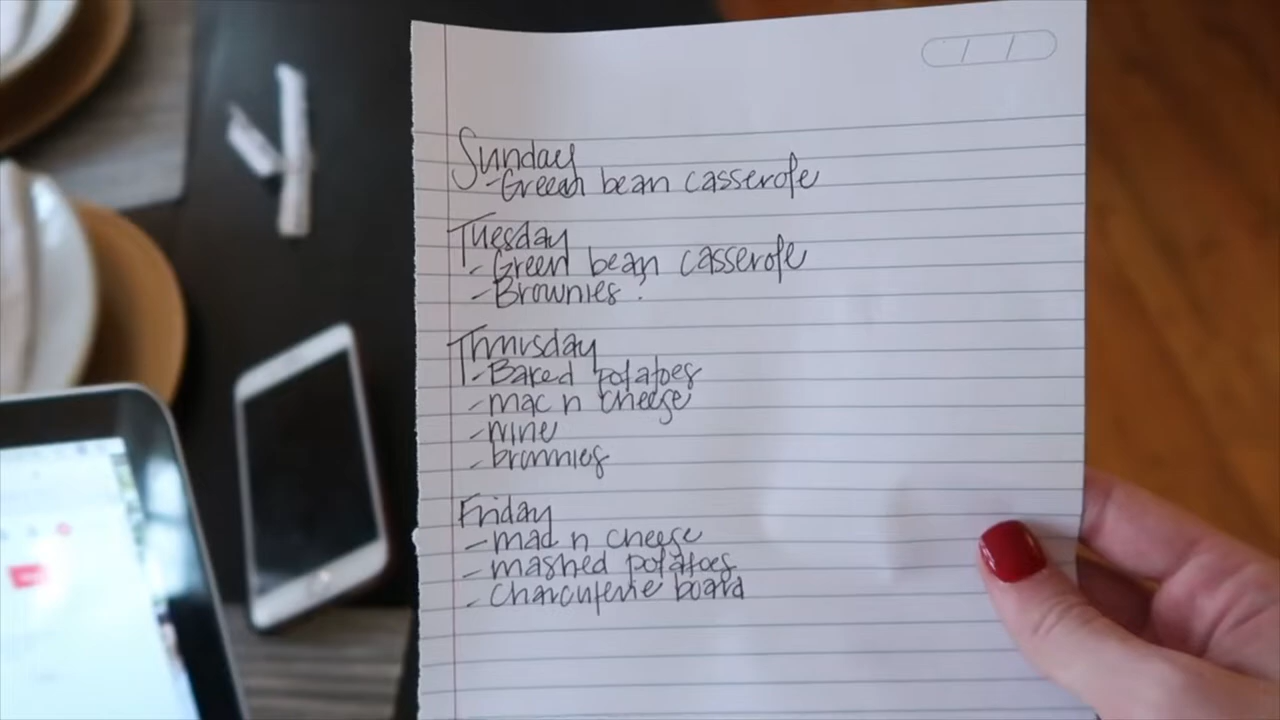 Sunday
-Green bean casserole
Tuesday
- Green bean casserole
- Brownies
Thursday
- Baked potatoes
- mac n cheese
- wine
- brownies
Friday
- mac n cheese
- mashed potatoes
- charcuterie board